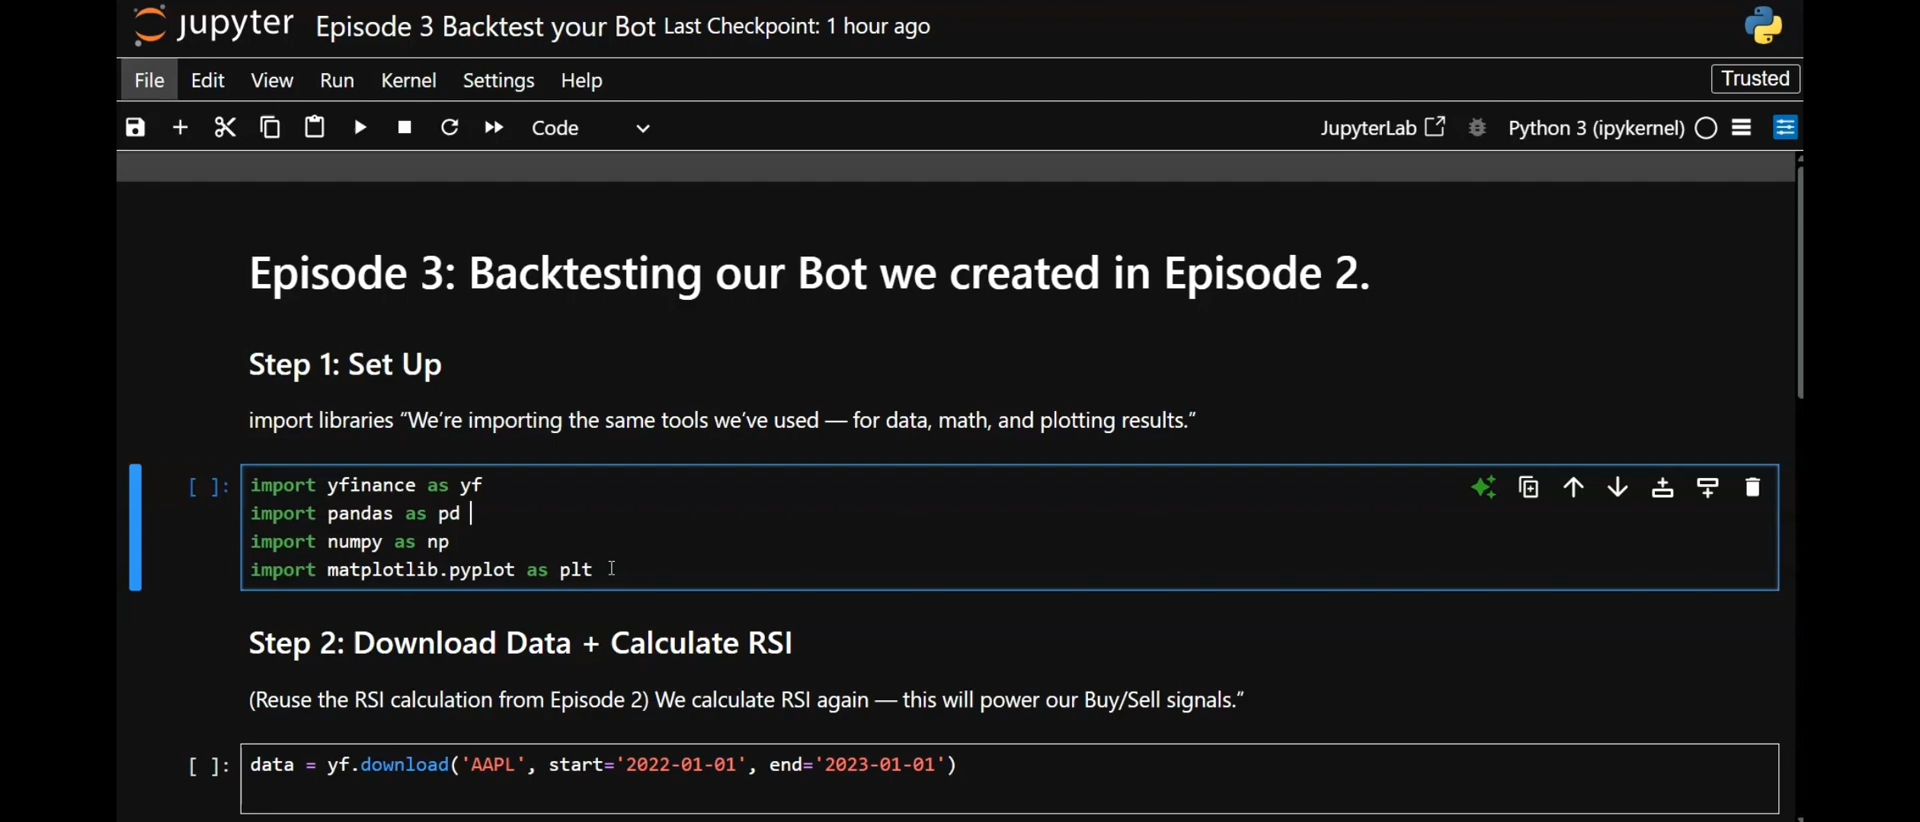 jupyter Episode 3 Backtest your Bot Last Checkpoint: 1 hour ago
File Edit View Run Kernel Settings Help Trusted
Code JupyterLab Python 3 (ipykernel)
Episode 3: Backtesting our Bot we created in Episode 2.
Step 1: Set Up
import libraries “We’re importing the same tools we’ve used — for data, math, and plotting results.”
[ ]: import yfinance as yf
import pandas as pd
import numpy as np
import matplotlib.pyplot as plt
Step 2: Download Data + Calculate RSI
(Reuse the RSI calculation from Episode 2) We calculate RSI again — this will power our Buy/Sell signals.“
[ ]: data = yf.download('AAPL', start='2022-01-01', end='2023-01-01')